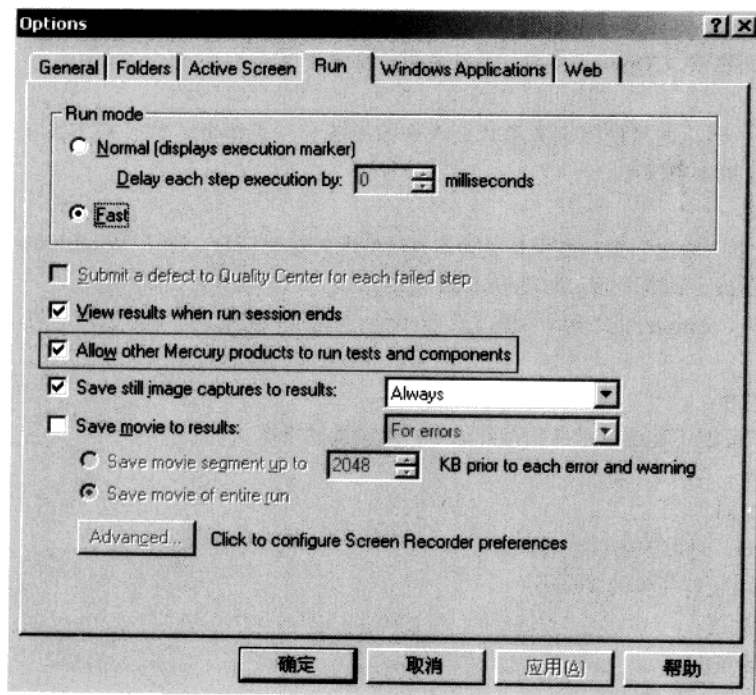 Options
General Folders Active Screen Run Windows Applications Web
Run mode
Normal (displays execution marker)
Delay each step execution by: 0 milliseconds
Fast
Submit a defect to Quality Center for each failed step
View results when run session ends
Allow other Mercury products to run tests and components
Save still image captures to results: Always
Save movie to results: For errors
Save movie segment up to 2048 KB prior to each error and warning
Save movie of entire run
Advanced... Click to configure Screen Recorder preferences
确定 取消 应用(A) 帮助